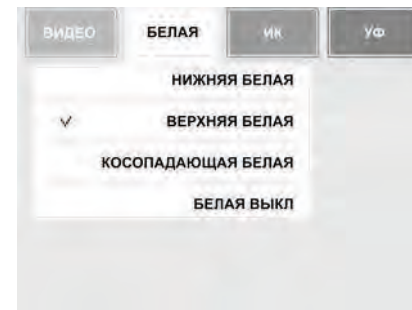 ВИДЕО БЕЛАЯ ИК УФ
НИЖНЯЯ БЕЛАЯ
ВЕРХНЯЯ БЕЛАЯ
КОСОПАДАЮЩАЯ БЕЛАЯ
БЕЛАЯ ВЫКЛ